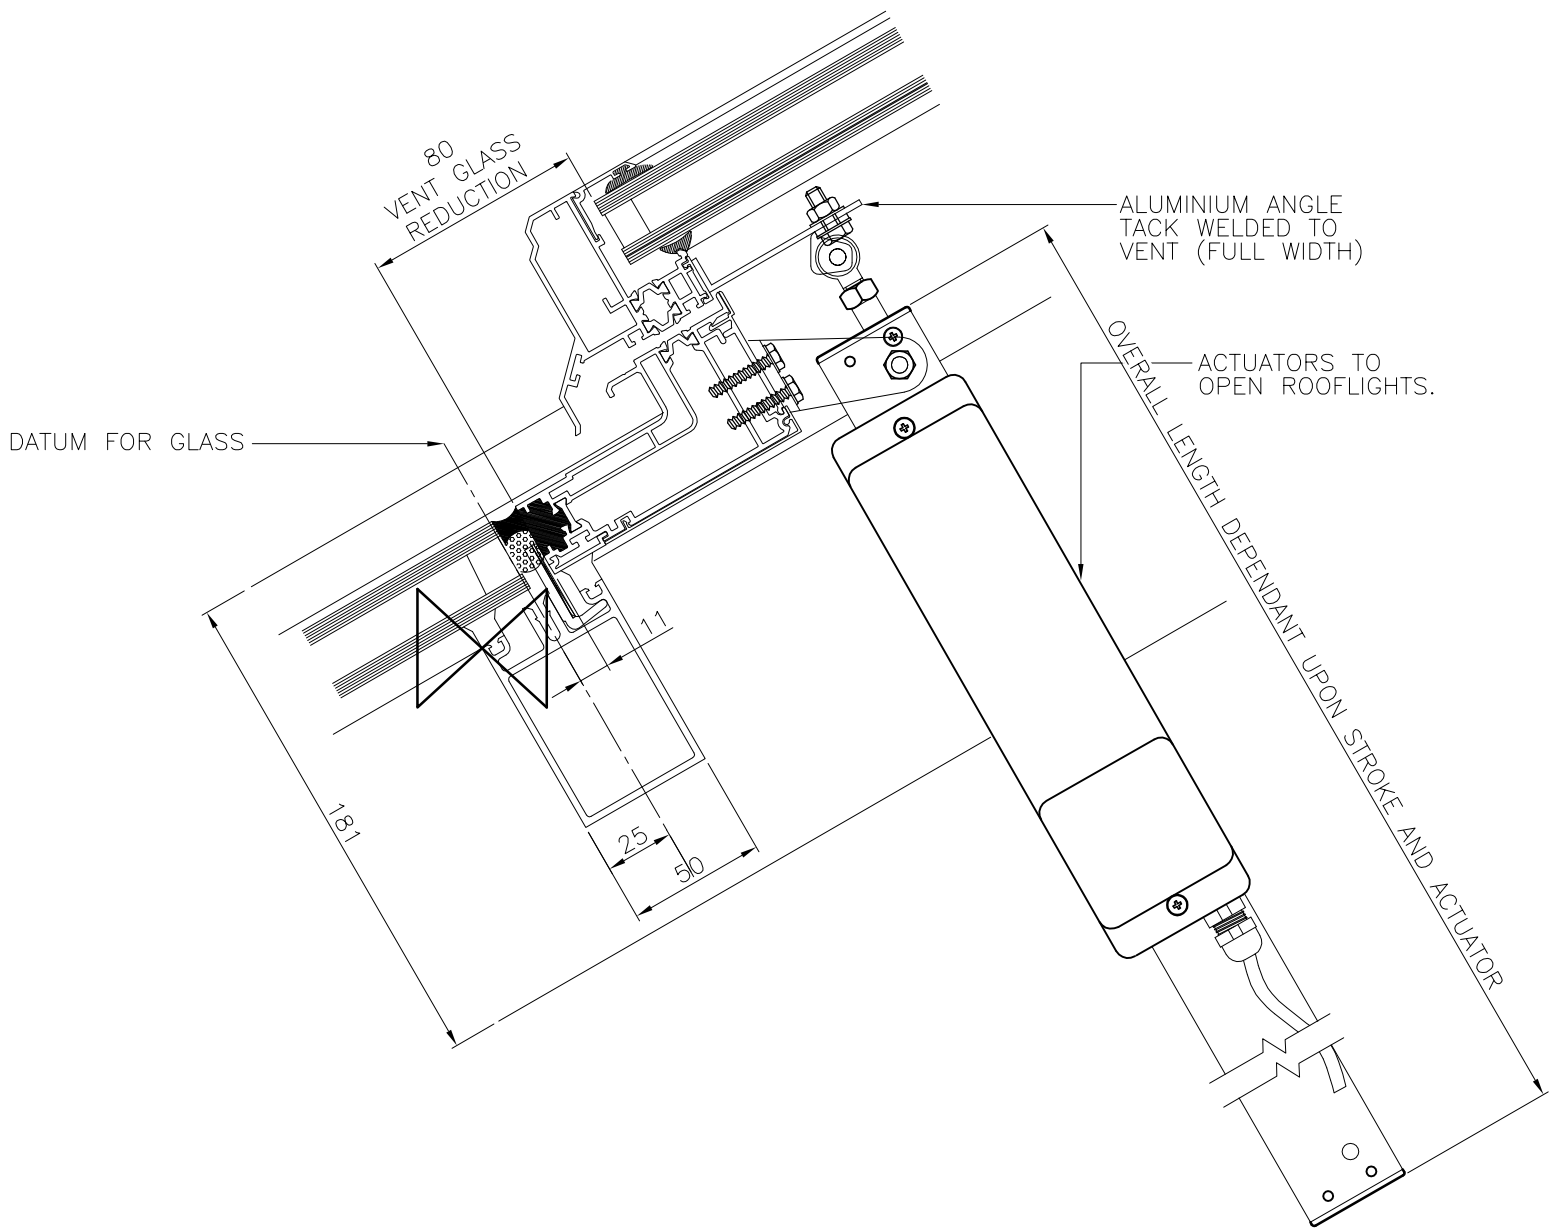 80
VENT GLASS
REDUCTION
ALUMINIUM ANGLE
TACK WELDED TO
VENT (FULL WIDTH)
OVERALL LENGTH DEPENDANT UPON STROKE AND ACTUATOR
ACTUATORS TO
OPEN ROOFLIGHTS.
DATUM FOR GLASS
11
181
25
50